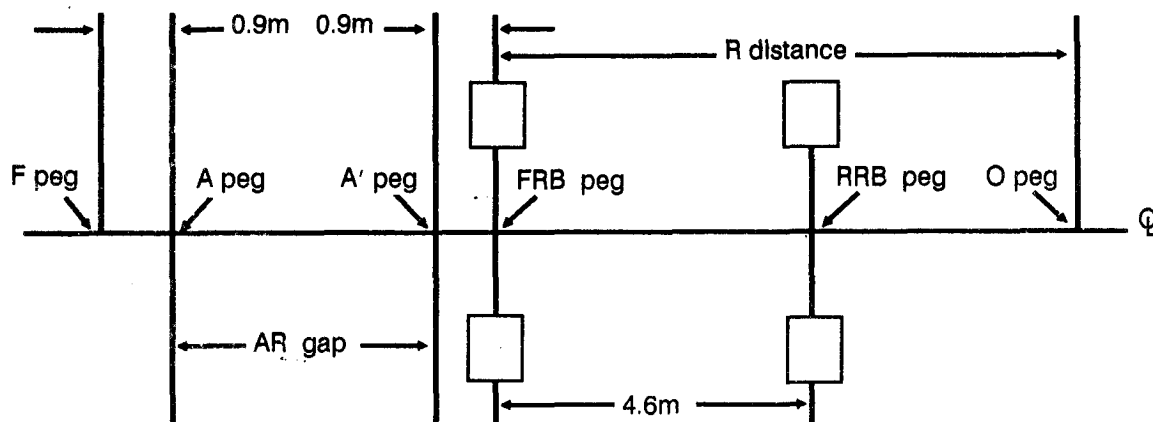 0.9m 0.9m
R distance
F peg
A peg
A' peg
FRB peg
RRB peg
O peg
℄
AR gap
4.6m